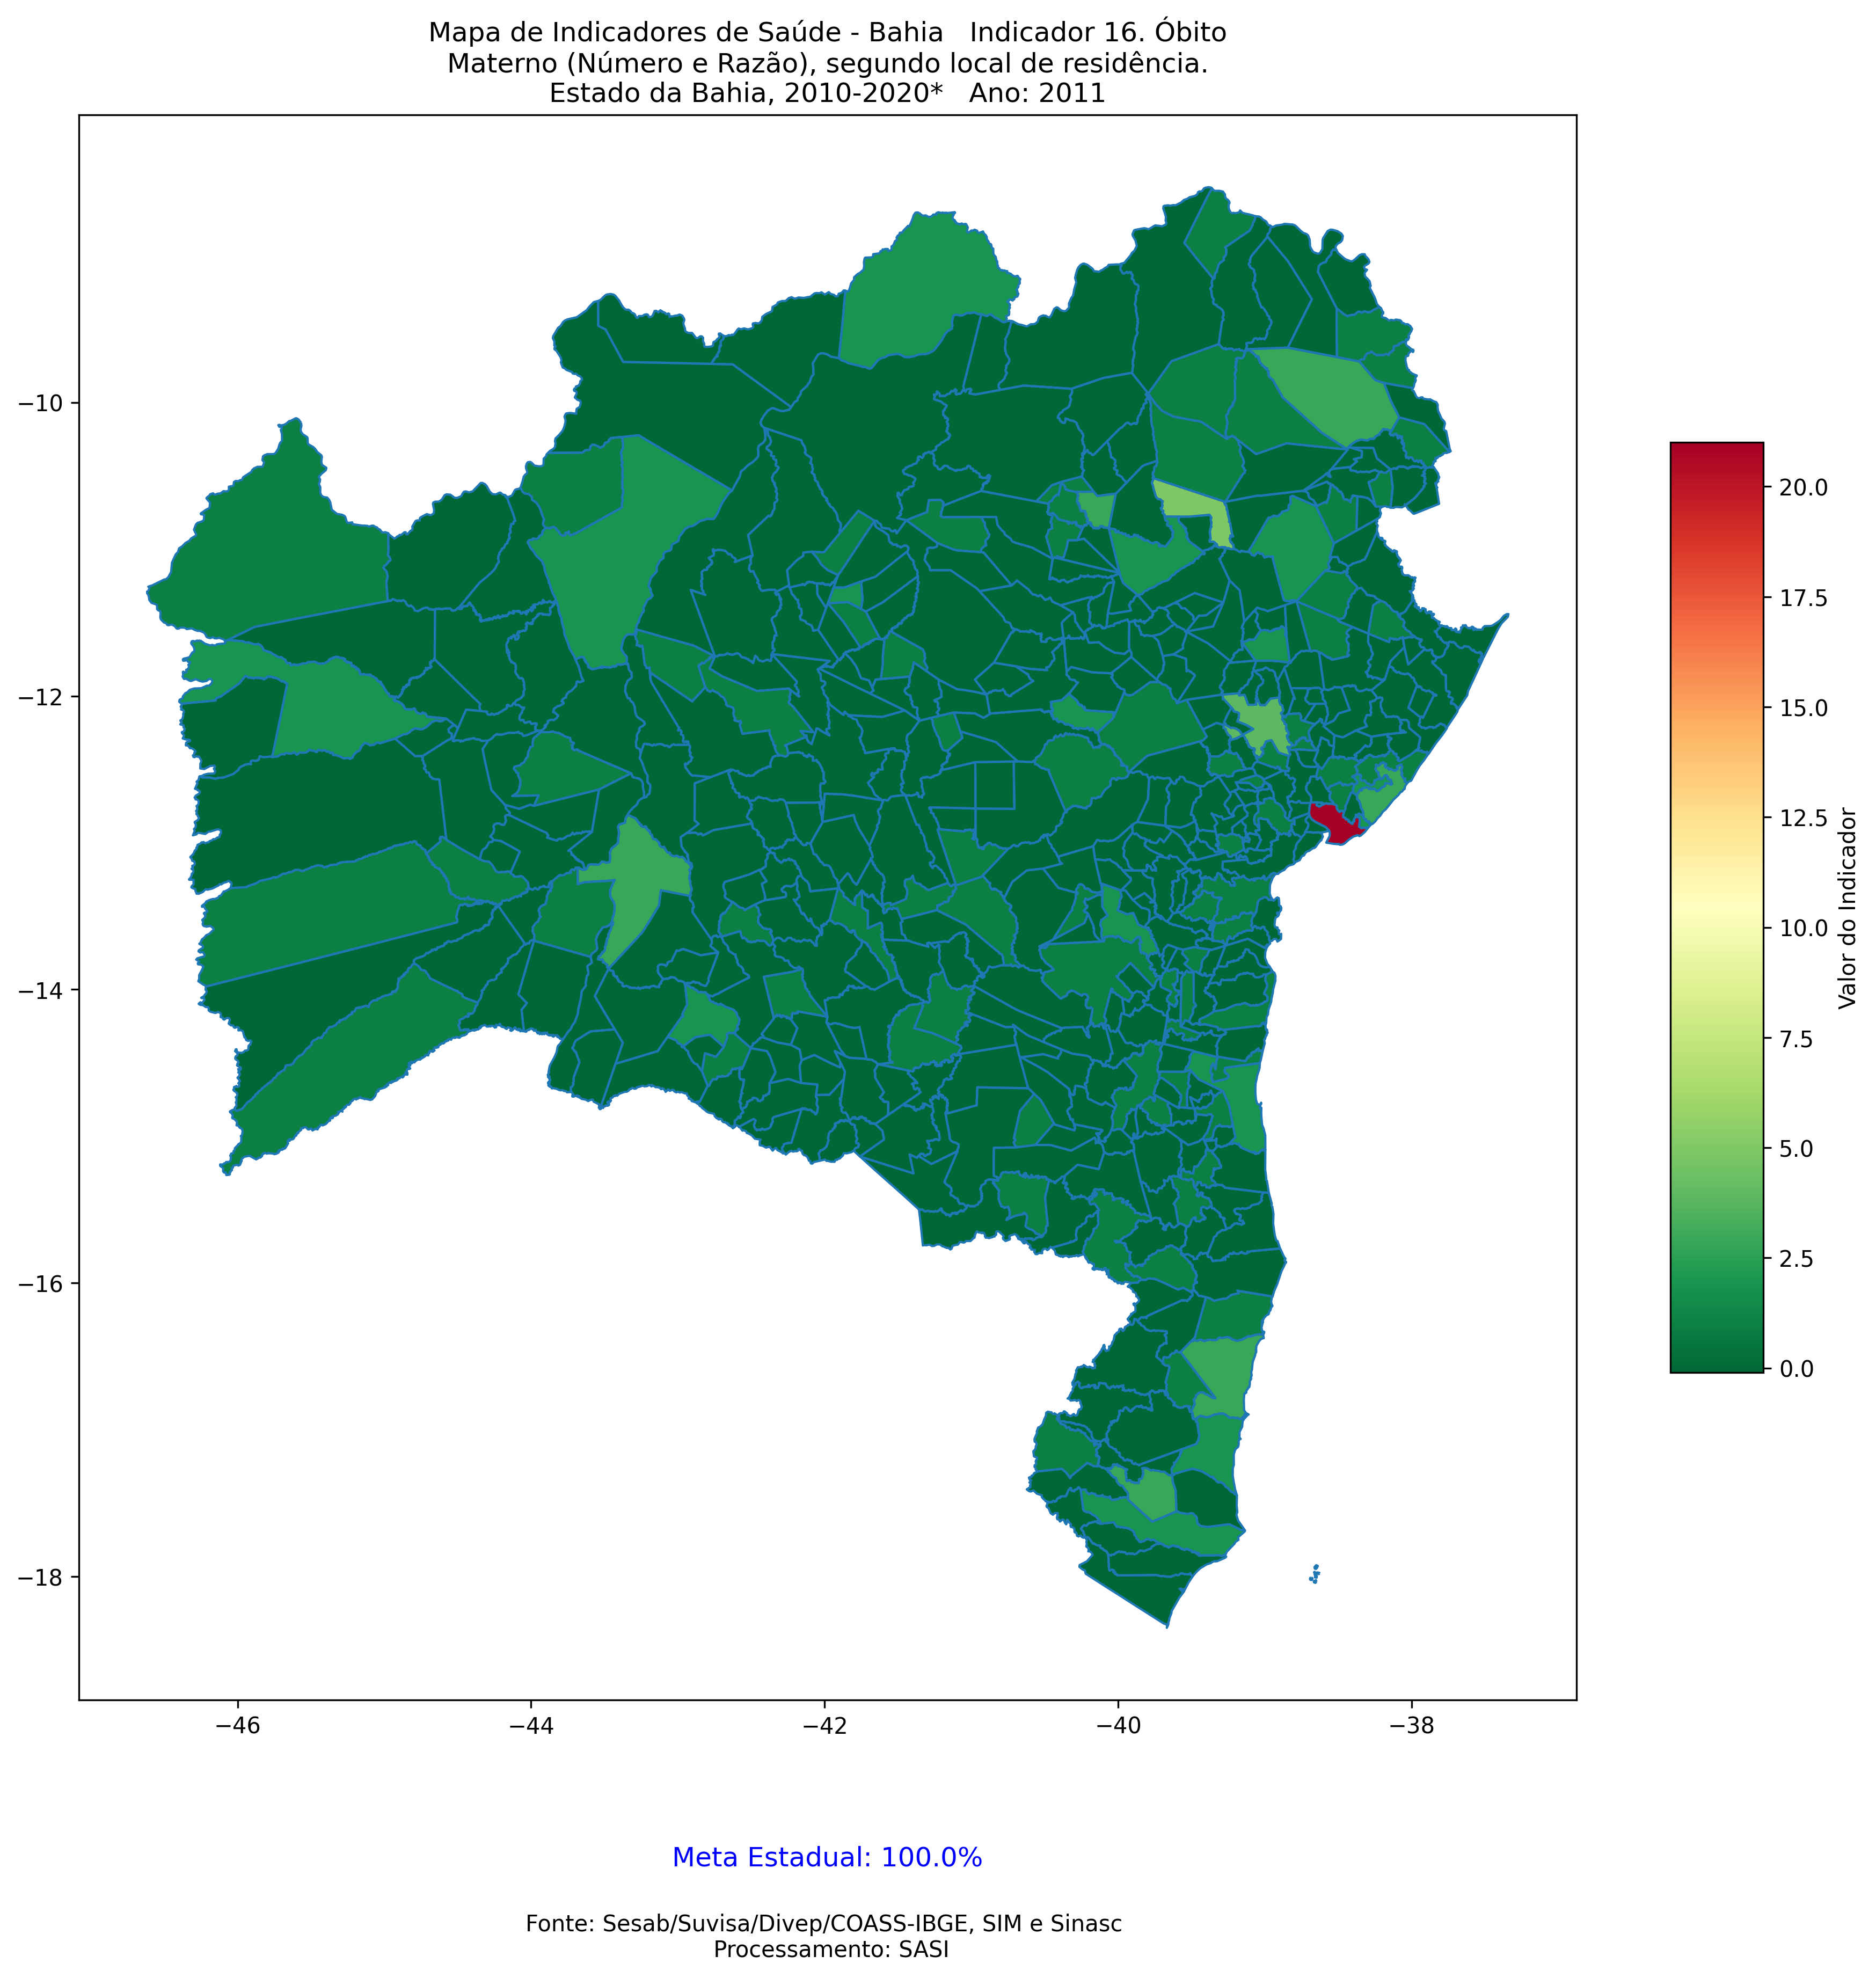 Mapa de Indicadores de Saúde - Bahia   Indicador 16. Óbito
Materno (Número e Razão), segundo local de residência.
Estado da Bahia, 2010-2020*   Ano: 2011
−10
−12
−14
−16
−18
−46
−44
−42
−40
−38
20.0
17.5
15.0
12.5
10.0
7.5
5.0
2.5
0.0
Valor do Indicador
Meta Estadual: 100.0%
Fonte: Sesab/Suvisa/Divep/COASS-IBGE, SIM e Sinasc
Processamento: SASI